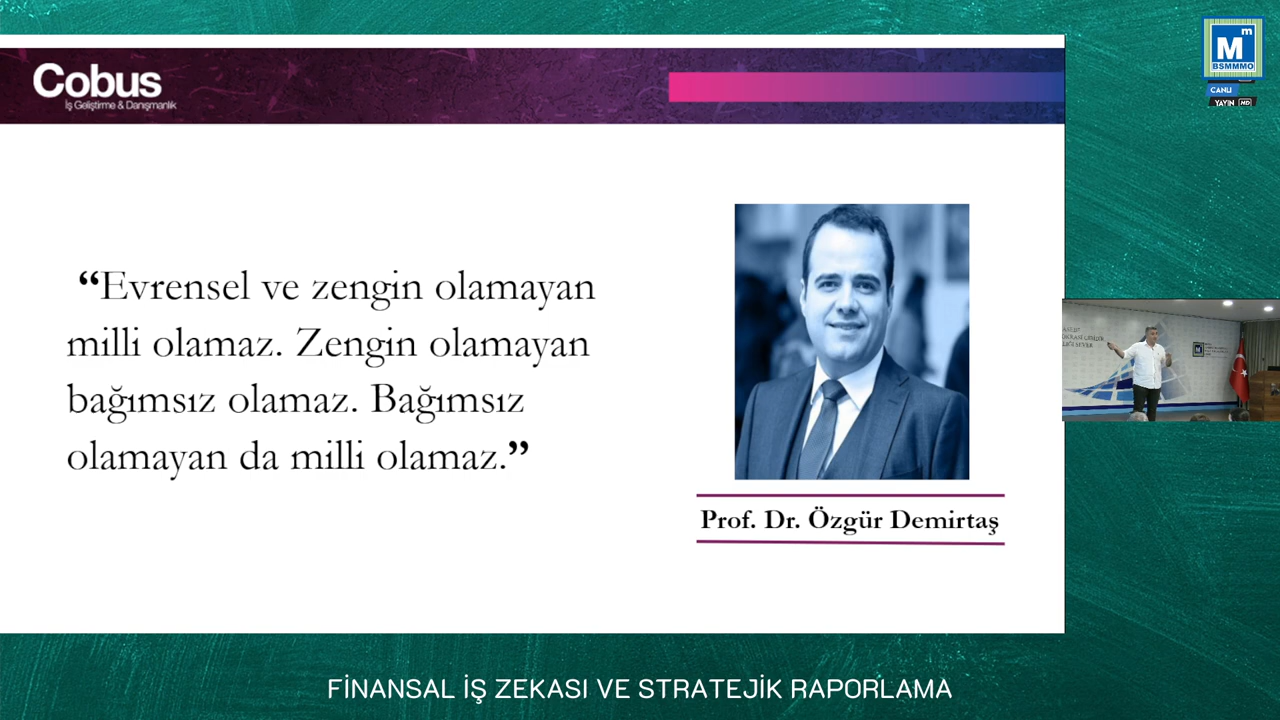 Cobus
İş Geliştirme & Danışmanlık
“Evrensel ve zengin olamayan
milli olamaz. Zengin olamayan
bağımsız olamaz. Bağımsız
olamayan da milli olamaz.”
Prof. Dr. Özgür Demirtaş
M
m
BSMMMO
CANLI
YAYIN HD
FİNANSAL İŞ ZEKASI VE STRATEJİK RAPORLAMA